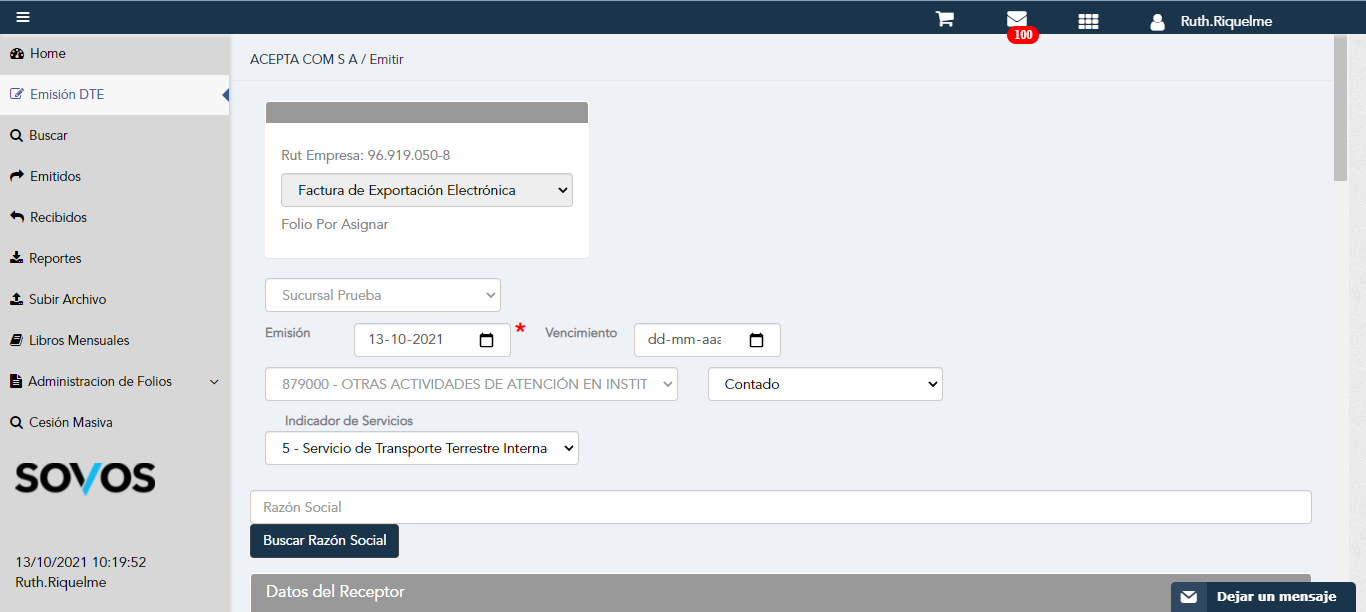 Ruth.Riquelme
100
Home
ACEPTA COM S A / Emitir
Emisión DTE
Buscar
Emitidos
Recibidos
Reportes
Subir Archivo
Libros Mensuales
Administracion de Folios
Cesión Masiva
SOVOS
13/10/2021 10:19:52
Ruth.Riquelme
Rut Empresa: 96.919.050-8
Factura de Exportación Electrónica
Folio Por Asignar
Sucursal Prueba
Emisión 13-10-2021 * Vencimiento dd-mm-aaa
879000 - OTRAS ACTIVIDADES DE ATENCIÓN EN INSTIT Contado
Indicador de Servicios
5 - Servicio de Transporte Terrestre Interna
Razón Social
Buscar Razón Social
Datos del Receptor
Dejar un mensaje